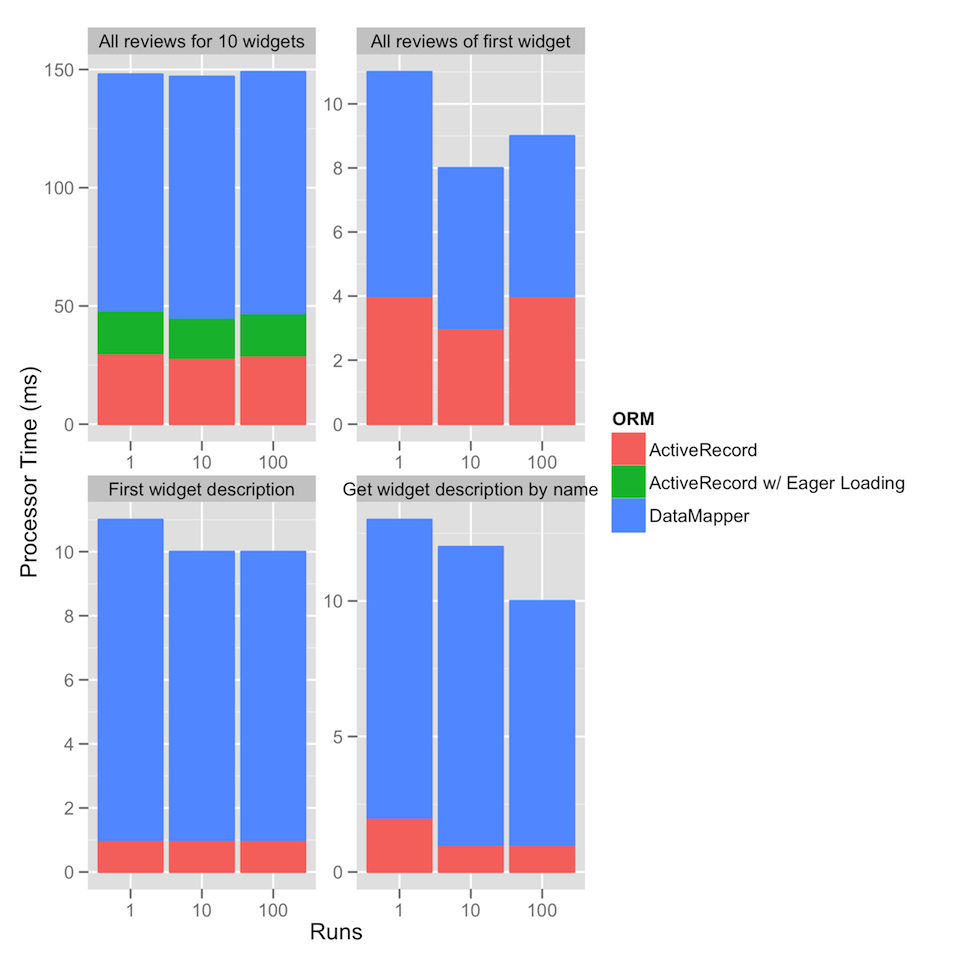 All reviews for 10 widgets
All reviews of first widget
150
100
50
0
10
8
6
4
2
0
1 10 100
1 10 100
First widget description
Get widget description by name
10
8
6
4
2
0
10
5
0
1 10 100
1 10 100
Processor Time (ms)
Runs
ORM
ActiveRecord
ActiveRecord w/ Eager Loading
DataMapper